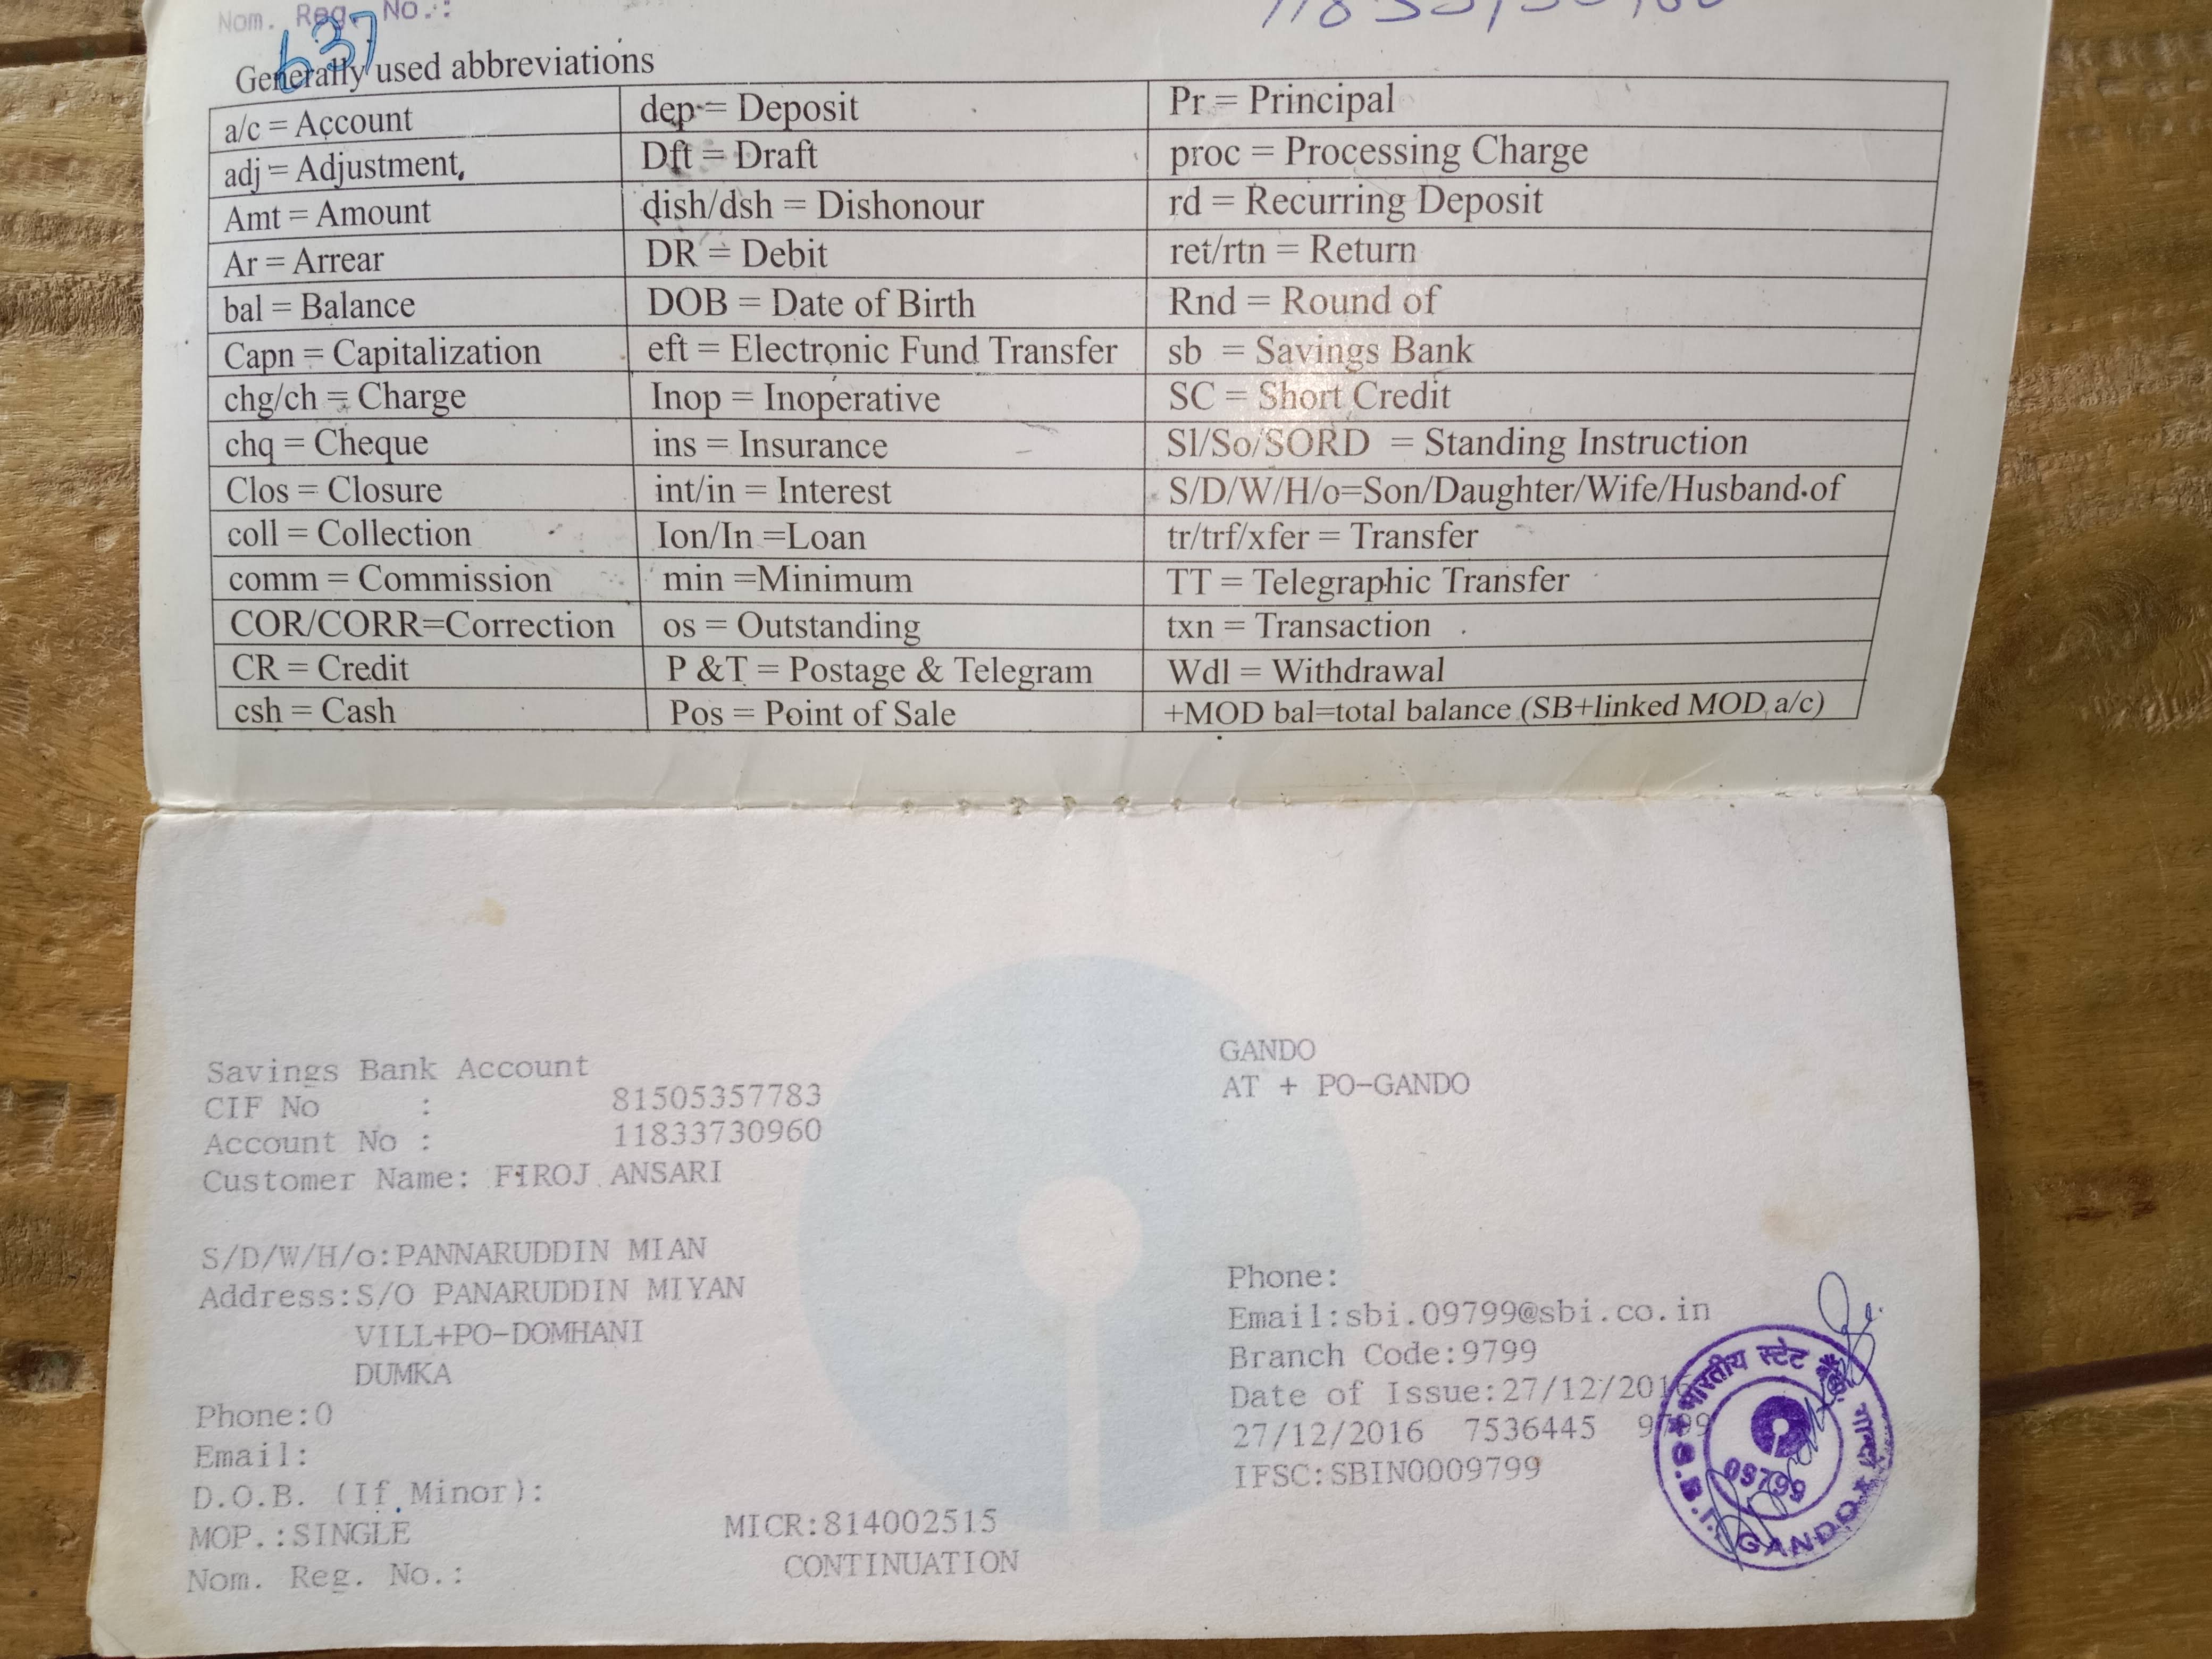 Nom. Reg. No.:
637
Generally used abbreviations
a/c = Account
adj = Adjustment
Amt = Amount
Ar = Arrear
bal = Balance
Capn = Capitalization
chg/ch = Charge
chq = Cheque
Clos = Closure
coll = Collection
comm = Commission
COR/CORR=Correction
CR = Credit
csh = Cash
dep = Deposit
Dft = Draft
dish/dsh = Dishonour
DR = Debit
DOB = Date of Birth
eft = Electronic Fund Transfer
Inop = Inoperative
ins = Insurance
int/in = Interest
Ion/In =Loan
min =Minimum
os = Outstanding
P &T = Postage & Telegram
Pos = Point of Sale
Pr = Principal
proc = Processing Charge
rd = Recurring Deposit
ret/rtn = Return
Rnd = Round of
sb = Savings Bank
SC = Short Credit
Sl/So/SORD = Standing Instruction
S/D/W/H/o=Son/Daughter/Wife/Husband of
tr/trf/xfer = Transfer
TT = Telegraphic Transfer
txn = Transaction
Wdl = Withdrawal
+MOD bal=total balance (SB+linked MOD a/c)
Savings Bank Account
CIF No : 81505357783
Account No : 11833730960
Customer Name: FIROJ ANSARI
S/D/W/H/o:PANNARUDDIN MIAN
Address:S/O PANARUDDIN MIYAN
VILL+PO-DOMHANI
DUMKA
Phone:0
Email:
D.O.B. (If Minor):
MOP.:SINGLE
Nom. Reg. No.:
MICR:814002515
CONTINUATION
GANDO
AT + PO-GANDO
Phone:
Email:sbi.09799@sbi.co.in
Branch Code:9799
Date of Issue:27/12/2016
27/12/2016 7536445 9799
IFSC:SBIN0009799
भारतीय स्टेट बैंक
09799
S.B.I. GANDO